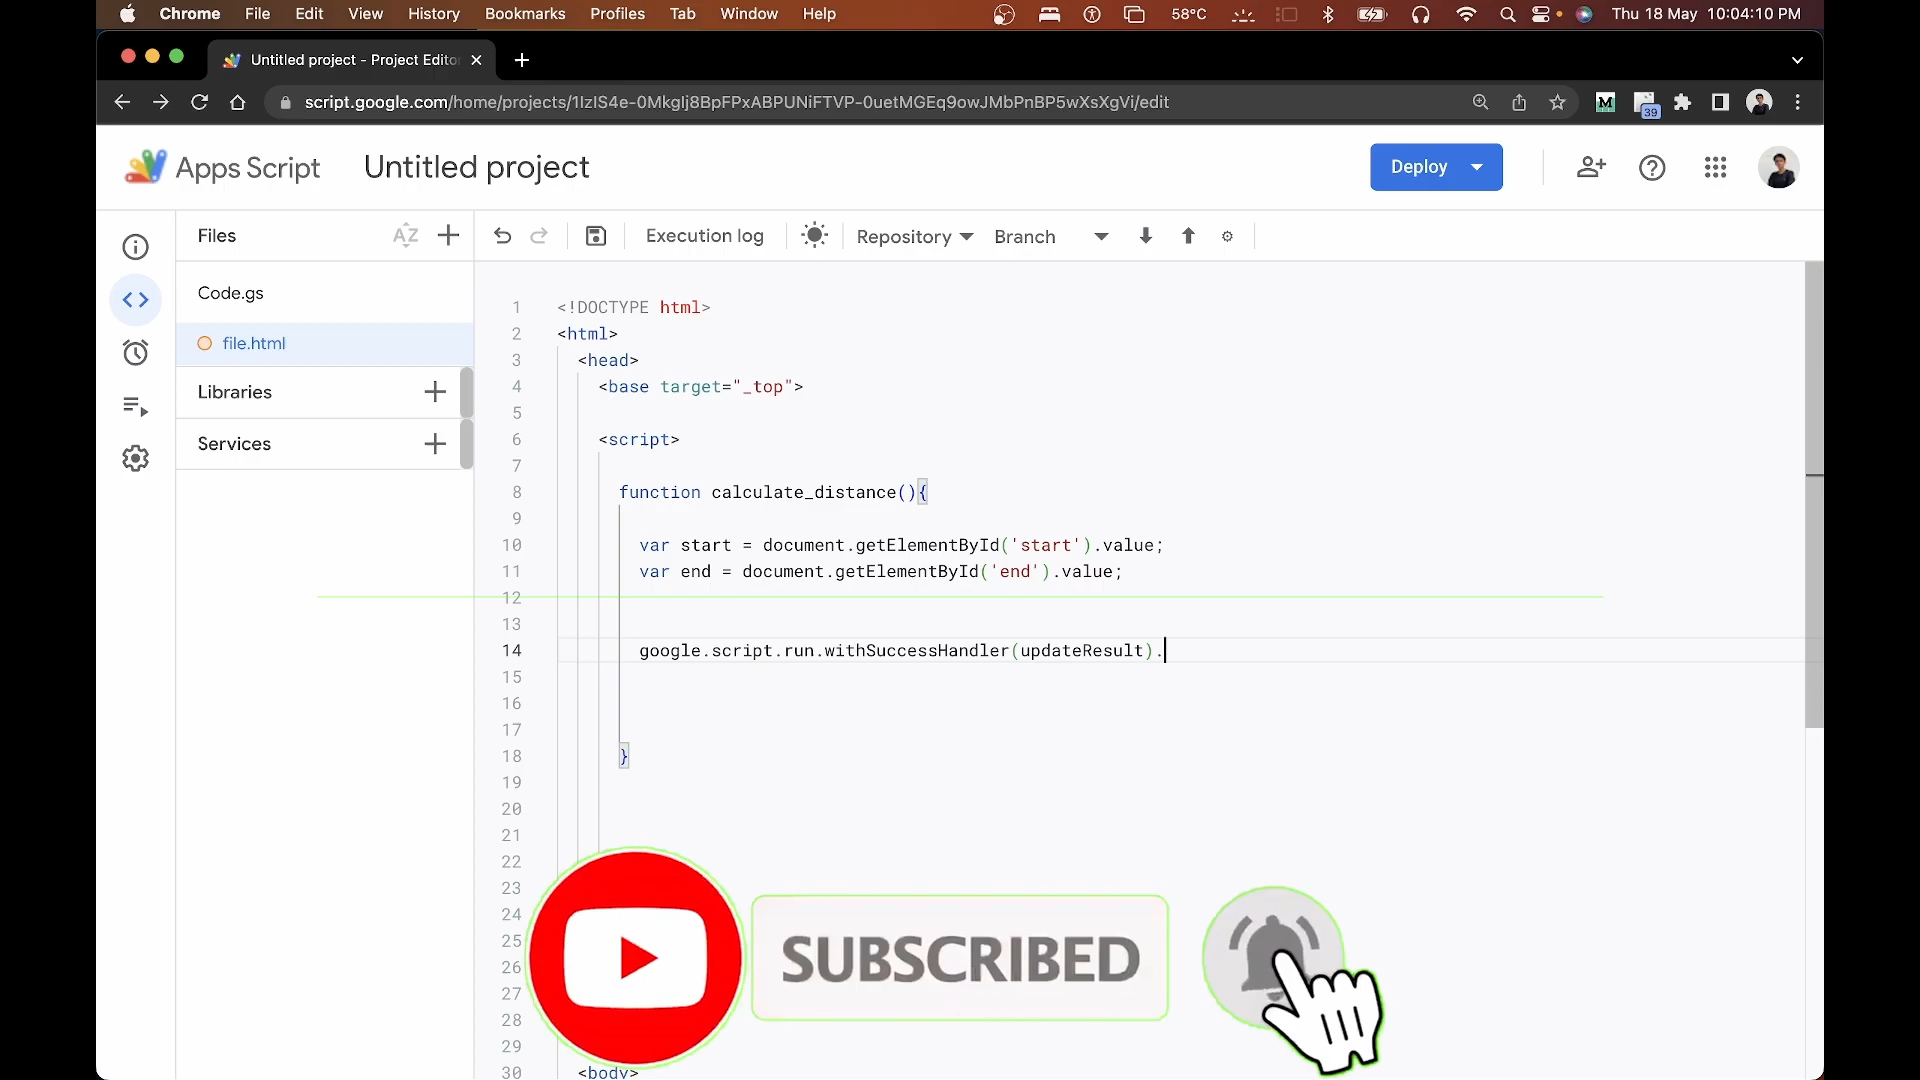 Chrome File Edit View History Bookmarks Profiles Tab Window Help 58°C Thu 18 May 10:04:10 PM
Untitled project - Project Edito
script.google.com/home/projects/1IzIS4e-0MkgIj8BpFPxABPUNiFTVP-0uetMGEq9owJMbPnBP5wXsXgVi/edit
M
39
Apps Script Untitled project Deploy
Files AZ Execution log Repository Branch
Code.gs
file.html
Libraries
Services
1 <!DOCTYPE html>
2 <html>
3 <head>
4 <base target="_top">
5
6 <script>
7
8 function calculate_distance(){
9
10 var start = document.getElementById('start').value;
11 var end = document.getElementById('end').value;
12
13
14 google.script.run.withSuccessHandler(updateResult).
15
16
17
18 }
19
20
21
22
23
24
25
26
27
28
29
30 <body>
SUBSCRIBED